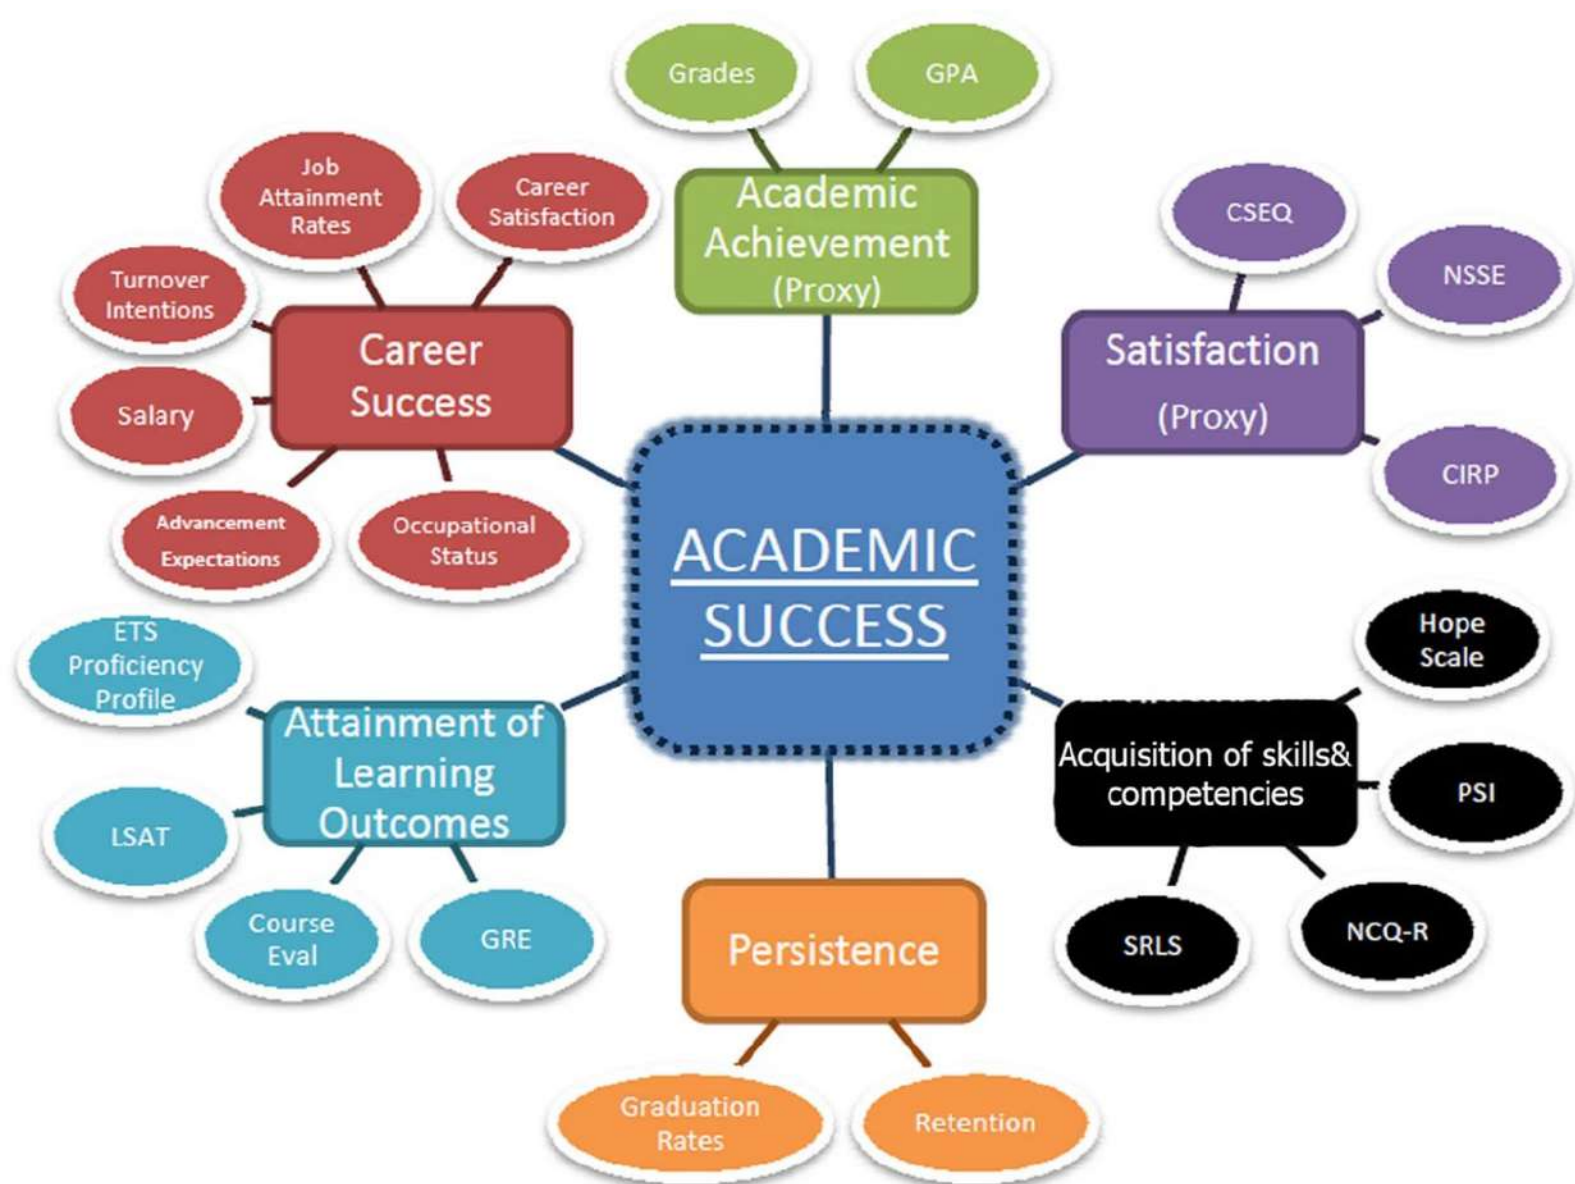 Grades
GPA
Job
Attainment
Rates
Career
Satisfaction
Academic
Achievement
(Proxy)
CSEQ
NSSE
Turnover
Intentions
Career
Success
Satisfaction
(Proxy)
Salary
CIRP
Advancement
Expectations
Occupational
Status
ACADEMIC
SUCCESS
ETS
Proficiency
Profile
Hope
Scale
Attainment of
Learning
Outcomes
Acquisition of skills&
competencies
PSI
LSAT
Course
Eval
GRE
Persistence
SRLS
NCQ-R
Graduation
Rates
Retention